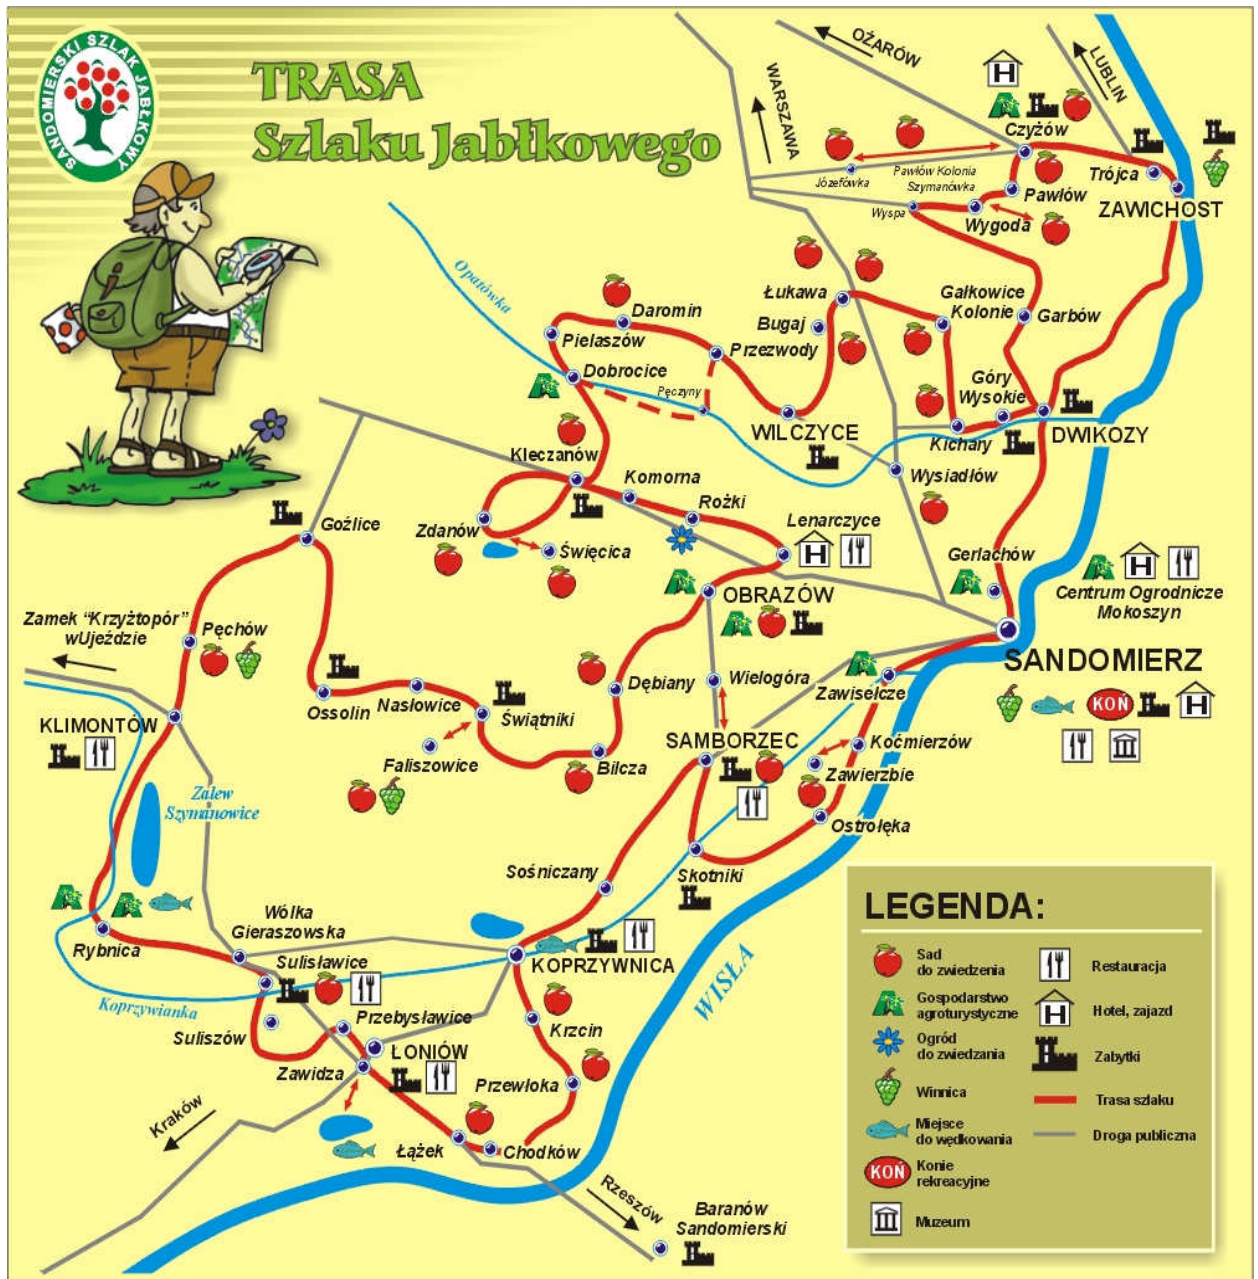 SANDOMIERSKI SZLAK JABŁKOWY
TRASA
Szlaku Jabłkowego
OŻARÓW
LUBLIN
WARSZAWA
Czyżów
Trójca
ZAWICHOST
Józefówka
Pawłów Kolonia
Szymanówka
Pawłów
Wyspa
Wygoda
Opatówka
Łukawa
Gałkowice
Kolonie
Garbów
Daromin
Bugaj
Pielaszów
Przezwody
Dobrocice
Pęczyny
Góry
Wysokie
WILCZYCE
Kichary
DWIKOZY
Kleczanów
Komorna
Wysiadłów
Rożki
Goźlice
Zdanów
Święcica
Lenarczyce
Gerlachów
Centrum Ogrodnicze
Mokoszyn
OBRAZÓW
Zamek "Krzyżtopór"
wUjeździe
Pęchów
SANDOMIERZ
KOŃ
Ossolin
Nasłowice
Świątniki
Dębiany
Wielogóra
Zawisełcze
KLIMONTÓW
Faliszowice
Bilcza
SAMBORZEC
Koćmierzów
Zawierzbie
Zalew
Szymanowice
Ostrołęka
Sośniczany
Skotniki
Rybnica
Wólka
Gieraszowska
Sulisławice
KOPRZYWNICA
WISŁA
Koprzywianka
Suliszów
Przebysławice
Krzcin
ŁONIÓW
Zawidza
Przewłoka
Kraków
Łążek
Chodków
Rzeszów
Baranów
Sandomierski
LEGENDA:
Sad
do zwiedzenia
Restauracja
Gospodarstwo
agroturystyczne
Hotel, zajazd
Ogród
do zwiedzania
Zabytki
Winnica
Trasa szlaku
Miejsce
do wędkowania
Droga publiczna
KOŃ
Konie
rekreacyjne
Muzeum